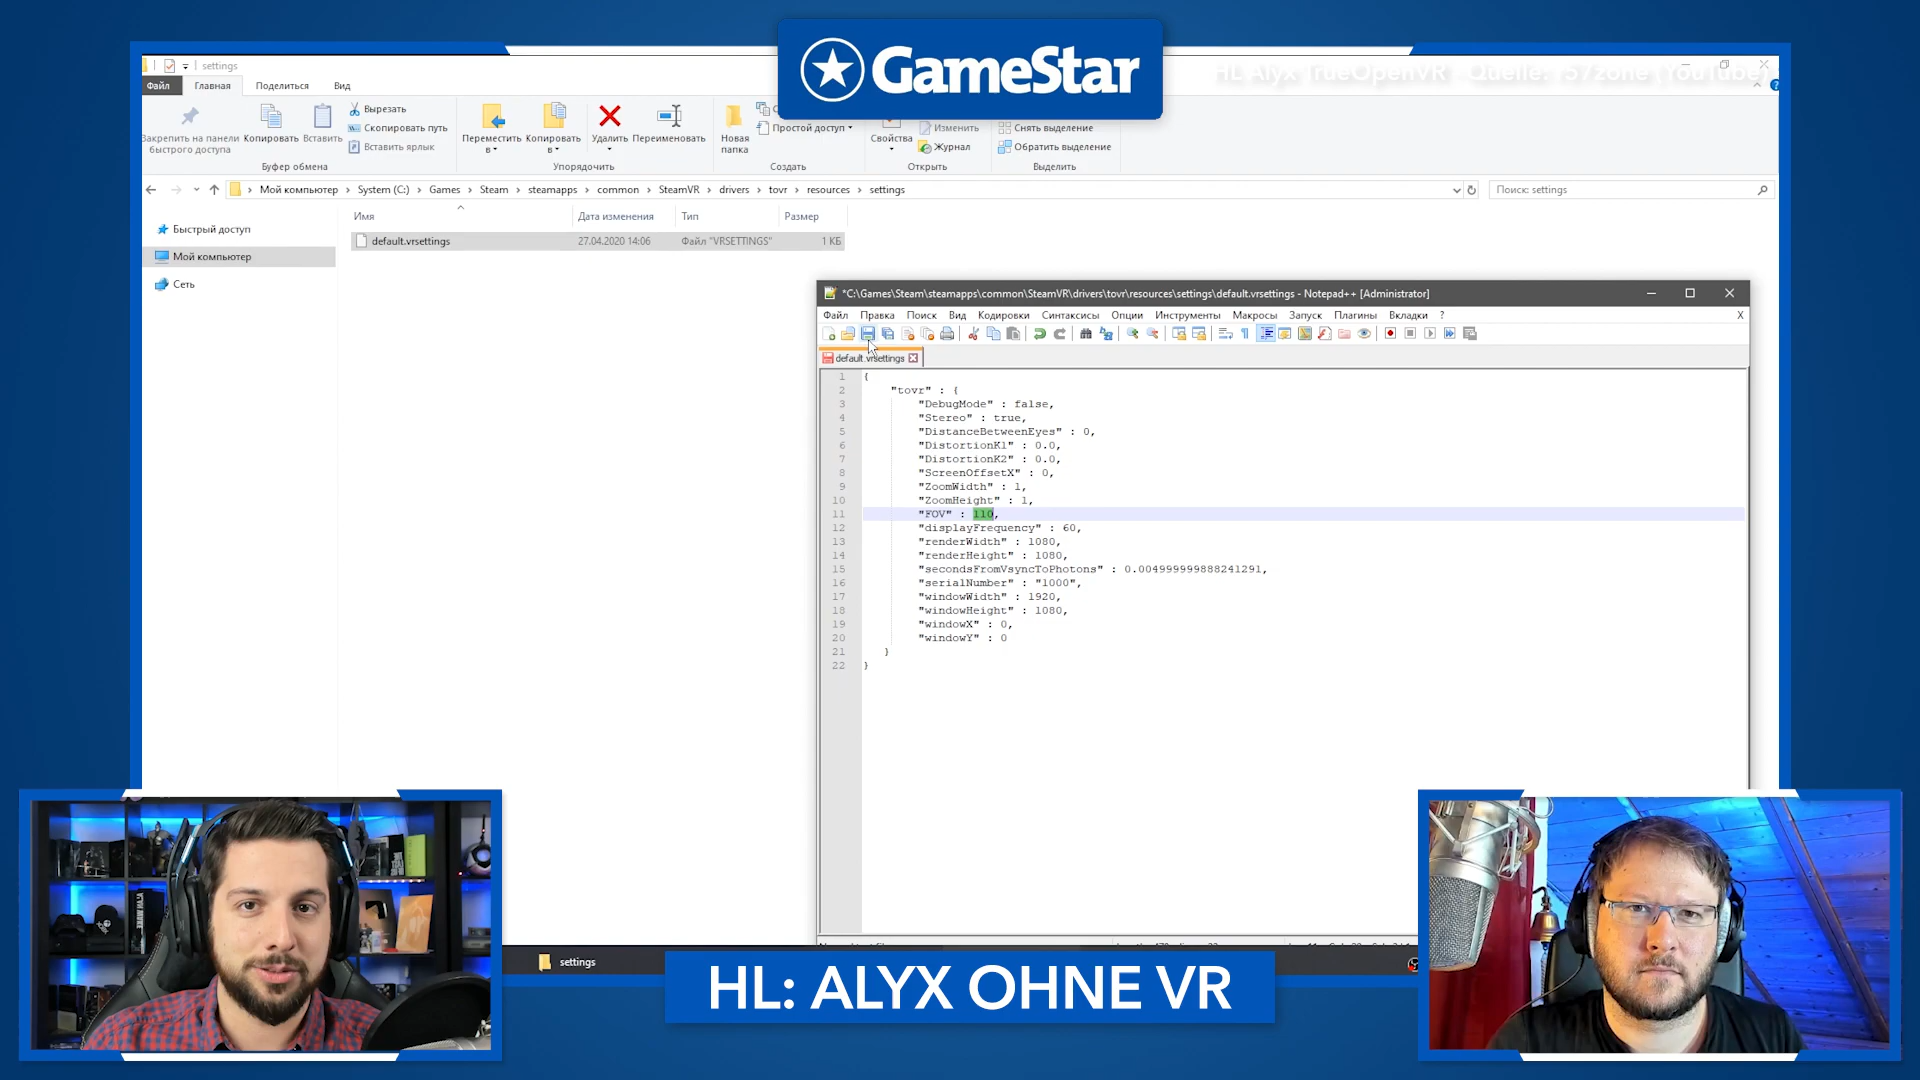 GameStar
HL Alyx TrueOpenVR - Quelle: r57zone (YouTube)
settings
Файл Главная Поделиться Вид
Закрепить на панели быстрого доступа
Копировать
Вставить
Вырезать
Скопировать путь
Вставить ярлык
Буфер обмена
Переместить в
Копировать в
Удалить
Переименовать
Упорядочить
Новая папка
Простой доступ
Создать
Свойства
Изменить
Журнал
Открыть
Снять выделение
Обратить выделение
Выделить
Мой компьютер > System (C:) > Games > Steam > steamapps > common > SteamVR > drivers > tovr > resources > settings
Поиск: settings
Имя Дата изменения Тип Размер
default.vrsettings 27.04.2020 14:06 Файл "VRSETTINGS" 1 КБ
Быстрый доступ
Мой компьютер
Сеть
*C:\Games\Steam\steamapps\common\SteamVR\drivers\tovr\resources\settings\default.vrsettings - Notepad++ [Administrator]
Файл Правка Поиск Вид Кодировки Синтаксисы Опции Инструменты Макросы Запуск Плагины Вкладки ? X
default.vrsettings
1 {
2 "tovr" : {
3 "DebugMode" : false,
4 "Stereo" : true,
5 "DistanceBetweenEyes" : 0,
6 "DistortionK1" : 0.0,
7 "DistortionK2" : 0.0,
8 "ScreenOffsetX" : 0,
9 "ZoomWidth" : 1,
10 "ZoomHeight" : 1,
11 "FOV" : 110,
12 "displayFrequency" : 60,
13 "renderWidth" : 1080,
14 "renderHeight" : 1080,
15 "secondsFromVsyncToPhotons" : 0.004999999888241291,
16 "serialNumber" : "1000",
17 "windowWidth" : 1920,
18 "windowHeight" : 1080,
19 "windowX" : 0,
20 "windowY" : 0
21 }
22 }
settings
HL: ALYX OHNE VR